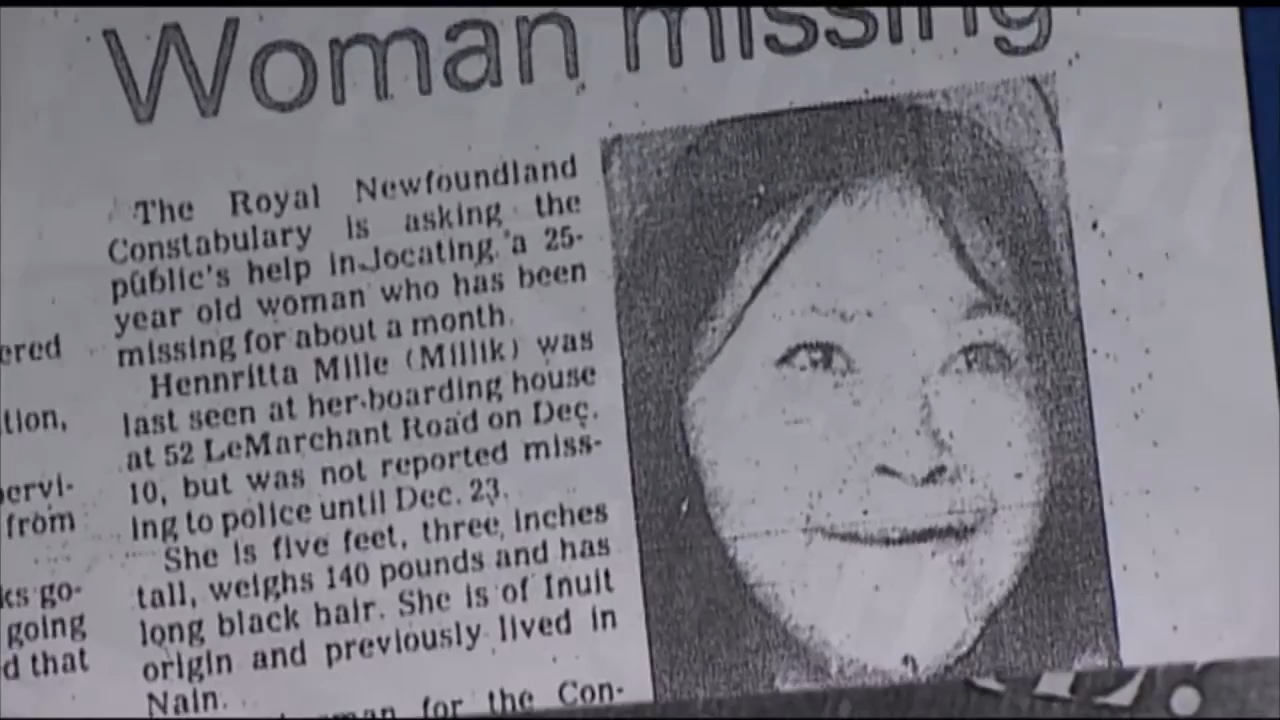 Woman missing
The Royal Newfoundland
Constabulary is asking the
public's help in locating a 25-
year old woman who has been
missing for about a month.
Hennritta Mille (Millik) was
last seen at her boarding house
at 52 LeMarchant Road on Dec.
10, but was not reported miss-
ing to police until Dec. 23.
She is five feet, three inches
tall, weighs 140 pounds and has
long black hair. She is of Inuit
origin and previously lived in
Nain.
for the Con-
ered
tion,
ervi-
from
ks go-
going
d that